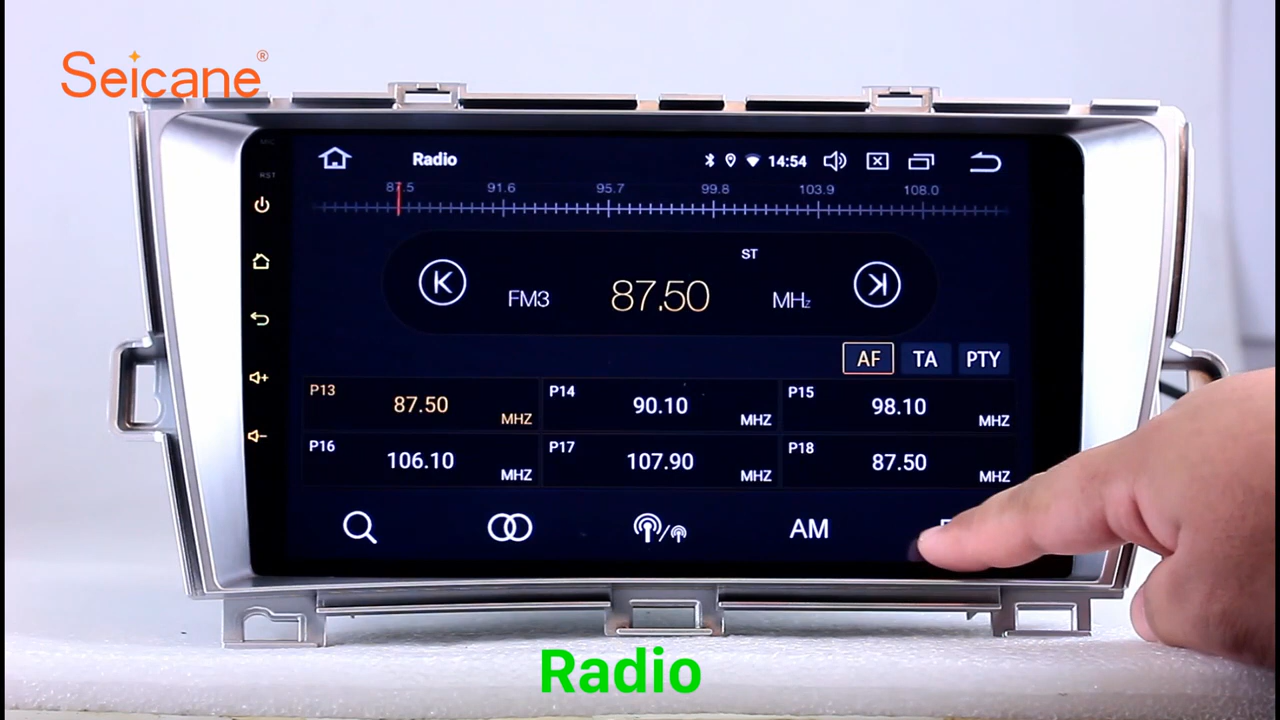 Seicane®
MIC
RST
Radio
14:54
87.5 91.6 95.7 99.8 103.9 108.0
ST
FM3 87.50 MHz
AF TA PTY
P13 87.50 MHZ
P14 90.10 MHZ
P15 98.10 MHZ
P16 106.10 MHZ
P17 107.90 MHZ
P18 87.50 MHZ
AM
Radio